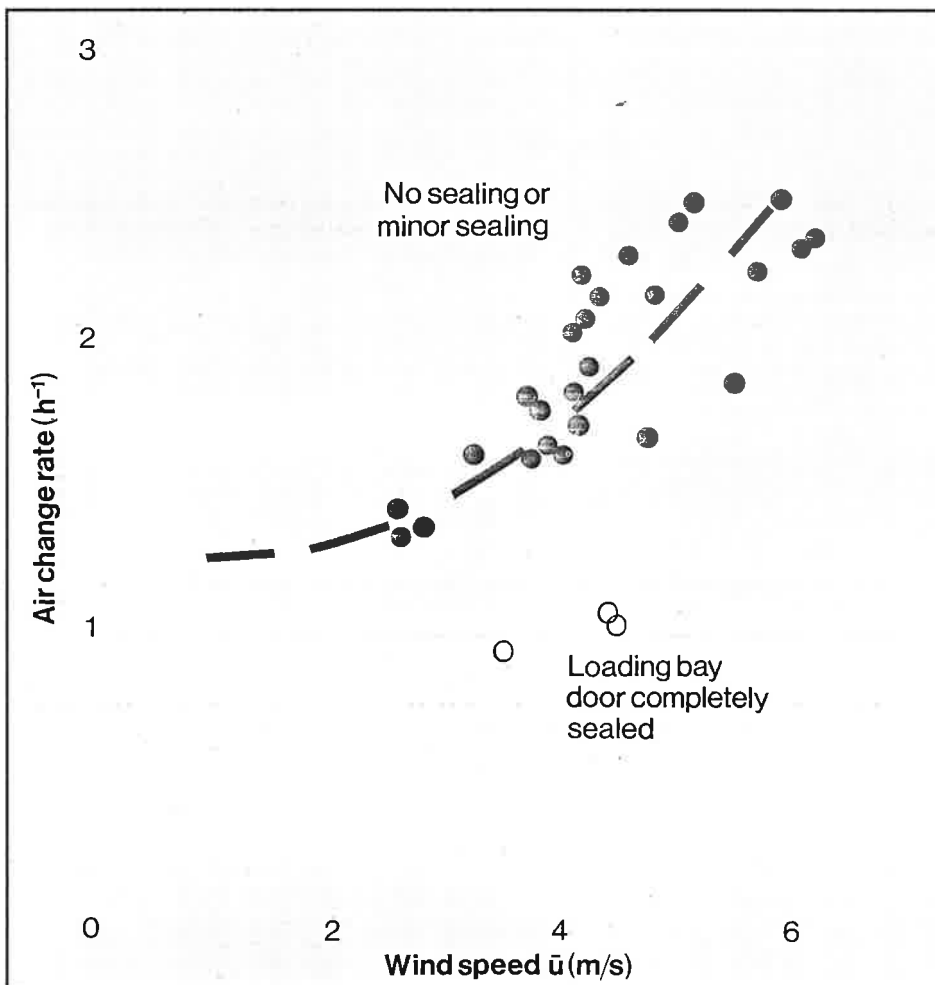 3
No sealing or
minor sealing
2
Air change rate (h⁻¹)
1
Loading bay
door completely
sealed
0
2
4
6
Wind speed ū (m/s)